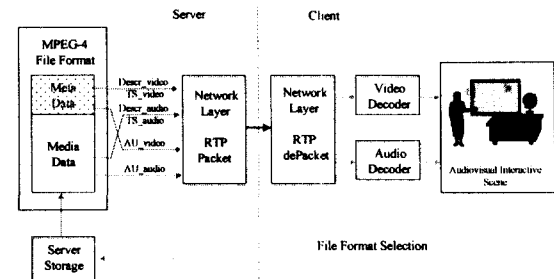 Server
Client
MPEG-4
File Format
Meta
Data
Media
Data
Descr_video
TS_video
Descr_audio
TS_audio
AU_video
AU_audio
Network
Layer
RTP
Packet
Network
Layer
RTP
dePacket
Video
Decoder
Audio
Decoder
Audiovisual Interactive
Scene
Server
Storage
File Format Selection